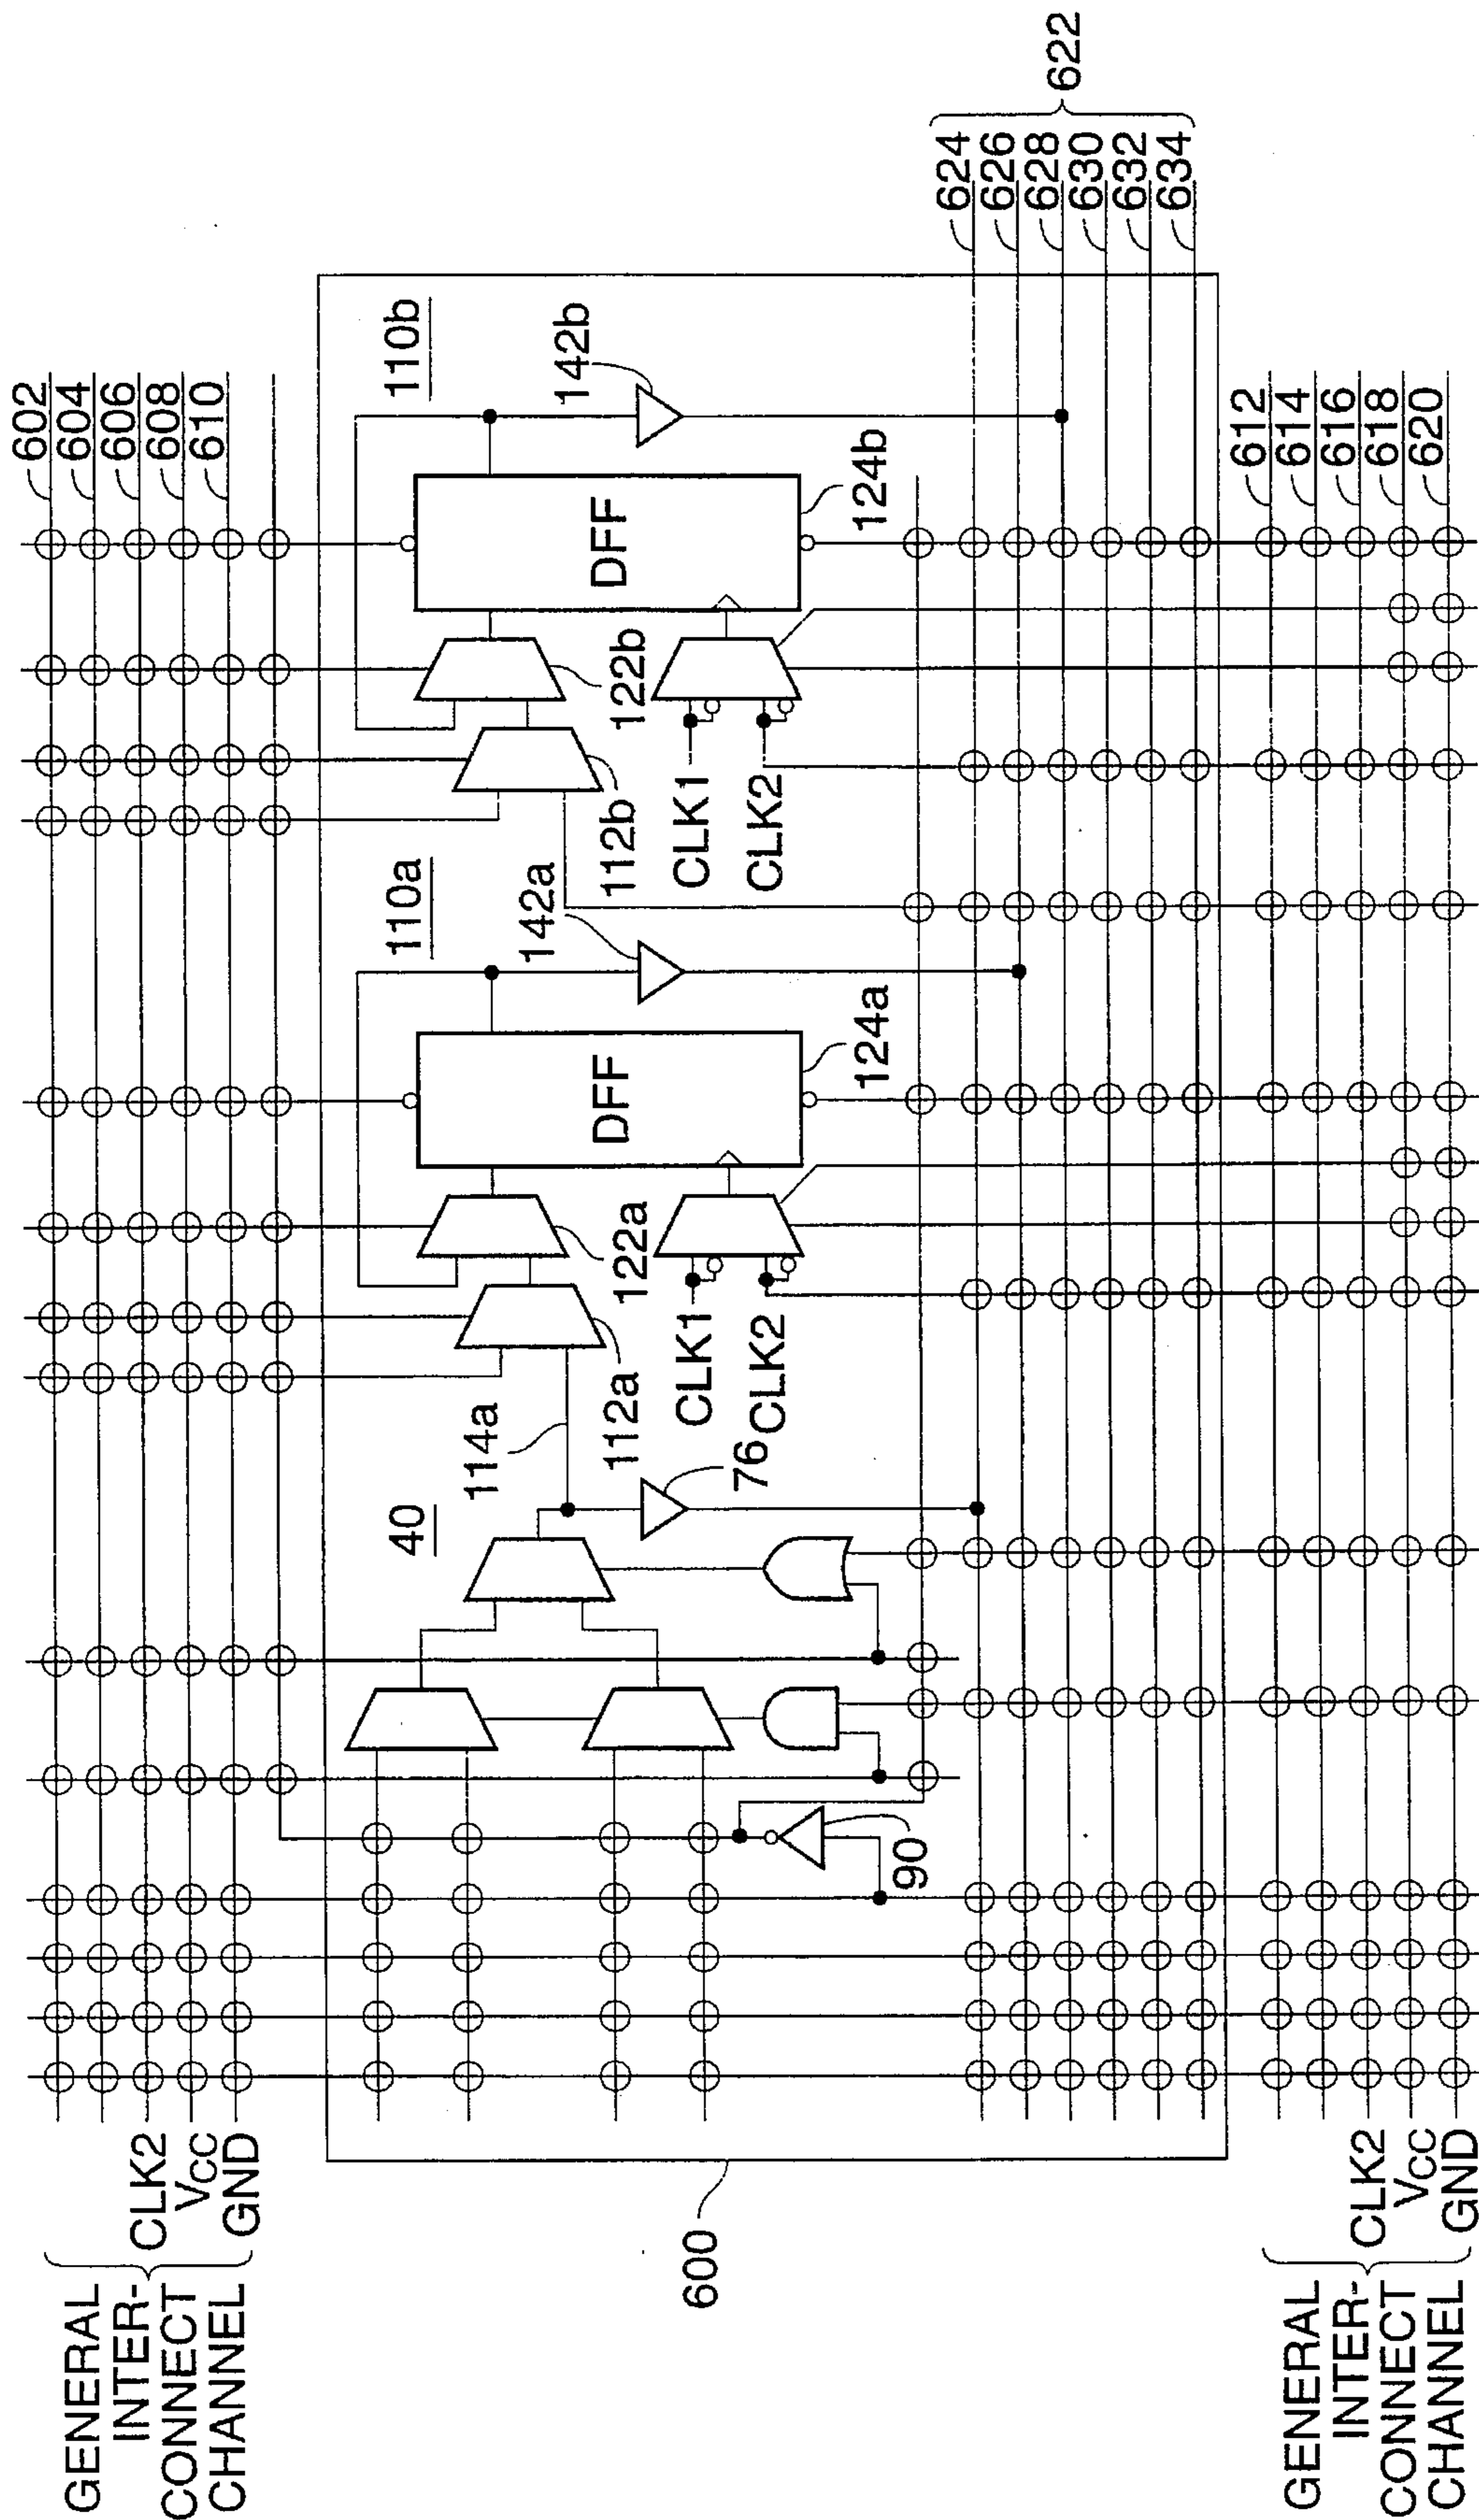 GENERAL
INTER-
CONNECT
CHANNEL
CLK2
VCC
GND
602
604
606
608
610
600
90
40
76
114a
112a
122a
CLK1
CLK2
DFF
124a
110a
142a
112b
122b
CLK1
CLK2
DFF
124b
110b
142b
624
626
628
630
632
634
622
GENERAL
INTER-
CONNECT
CHANNEL
CLK2
VCC
GND
612
614
616
618
620